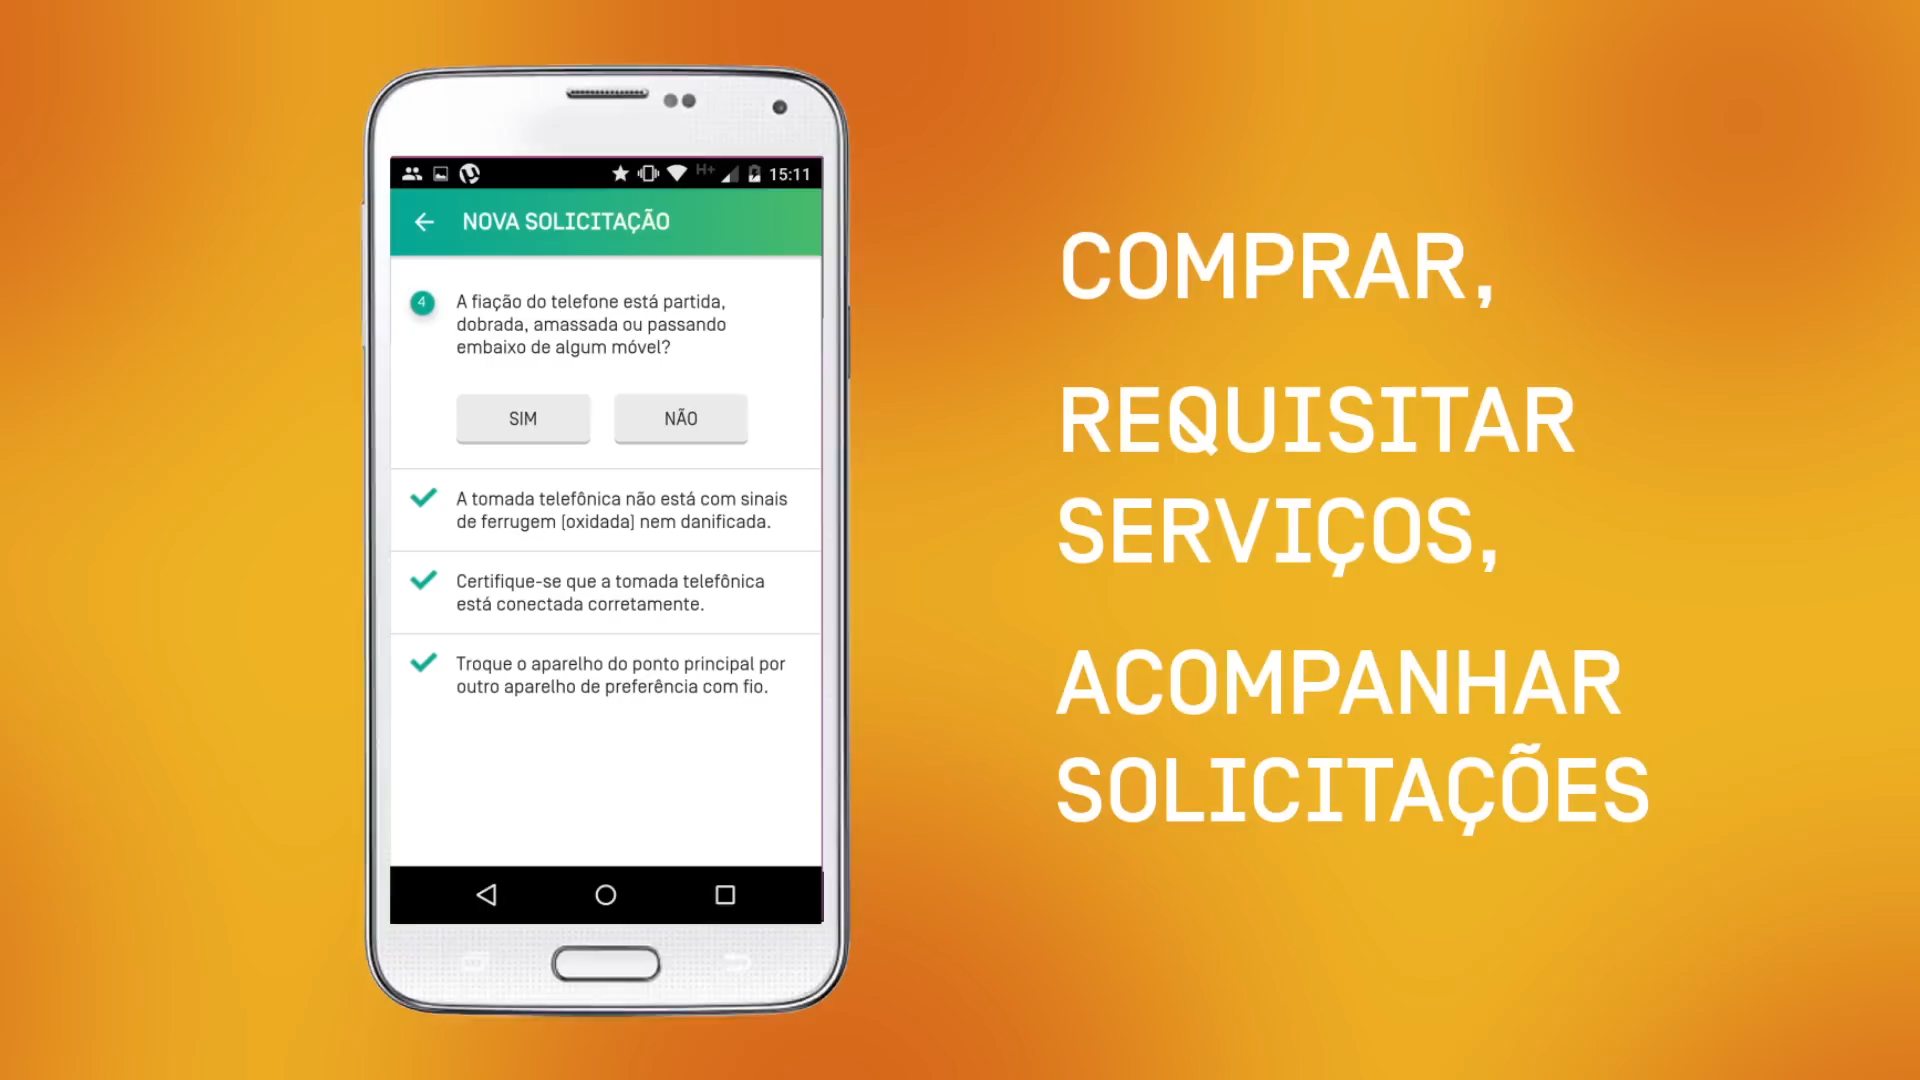 H+ 15:11
NOVA SOLICITAÇÃO
4 A fiação do telefone está partida,
dobrada, amassada ou passando
embaixo de algum móvel?
SIM NÃO
A tomada telefônica não está com sinais
de ferrugem (oxidada) nem danificada.
Certifique-se que a tomada telefônica
está conectada corretamente.
Troque o aparelho do ponto principal por
outro aparelho de preferência com fio.
COMPRAR,
REQUISITAR
SERVIÇOS,
ACOMPANHAR
SOLICITAÇÕES